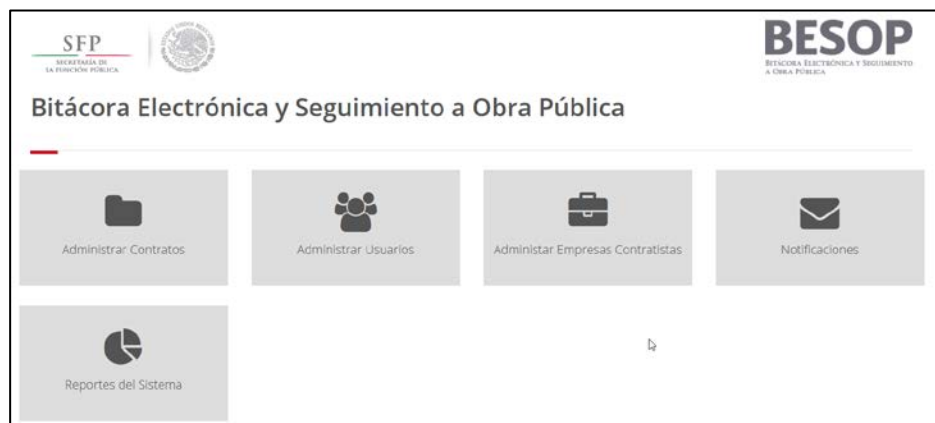 SFP
SECRETARÍA DE
LA FUNCIÓN PÚBLICA
BESOP
BITÁCORA ELECTRÓNICA Y SEGUIMIENTO
A OBRA PÚBLICA
Bitácora Electrónica y Seguimiento a Obra Pública
Administrar Contratos
Administrar Usuarios
Administar Empresas Contratistas
Notificaciones
Reportes del Sistema